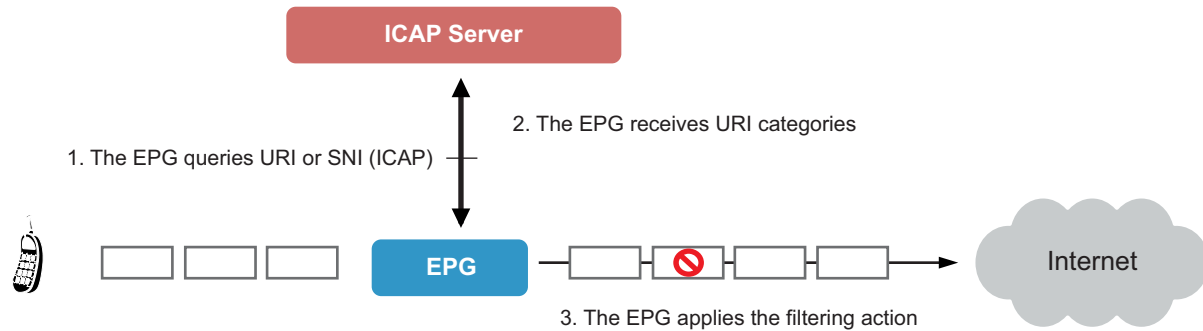 ICAP Server
2. The EPG receives URI categories
1. The EPG queries URI or SNI (ICAP)
EPG
Internet
3. The EPG applies the filtering action